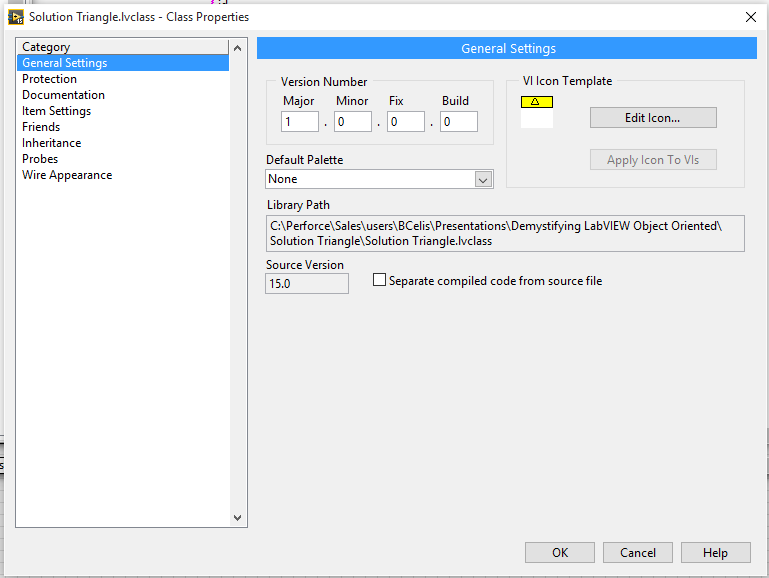 Solution Triangle.lvclass - Class Properties
Category
General Settings
Protection
Documentation
Item Settings
Friends
Inheritance
Probes
Wire Appearance
General Settings
Version Number
Major Minor Fix Build
1 . 0 . 0 . 0
VI Icon Template
Edit Icon...
Apply Icon To VIs
Default Palette
None
Library Path
C:\Perforce\Sales\users\BCelis\Presentations\Demystifying LabVIEW Object Oriented\
Solution Triangle\Solution Triangle.lvclass
Source Version
15.0
Separate compiled code from source file
OK Cancel Help